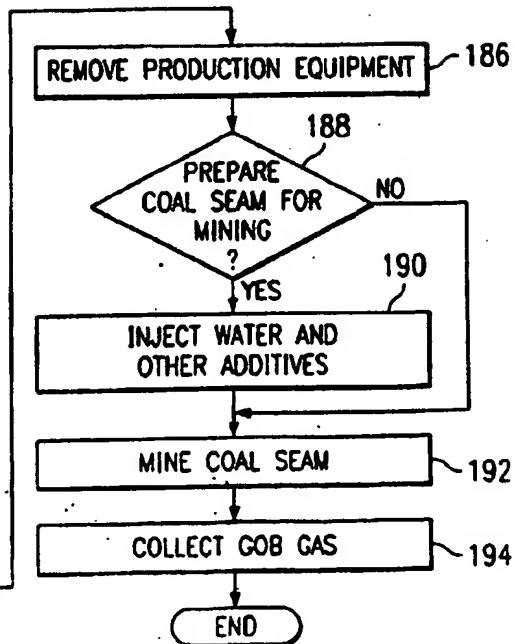 REMOVE PRODUCTION EQUIPMENT
186
188
PREPARE
COAL SEAM FOR
MINING
?
NO
YES
190
INJECT WATER AND
OTHER ADDITIVES
MINE COAL SEAM
192
COLLECT GOB GAS
194
END